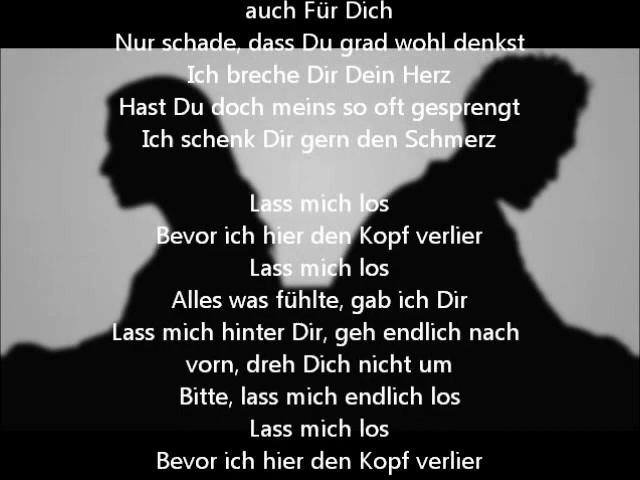 auch Für Dich
Nur schade, dass Du grad wohl denkst
Ich breche Dir Dein Herz
Hast Du doch meins so oft gesprengt
Ich schenk Dir gern den Schmerz
Lass mich los
Bevor ich hier den Kopf verlier
Lass mich los
Alles was fühlte, gab ich Dir
Lass mich hinter Dir, geh endlich nach
vorn, dreh Dich nicht um
Bitte, lass mich endlich los
Lass mich los
Bevor ich hier den Kopf verlier